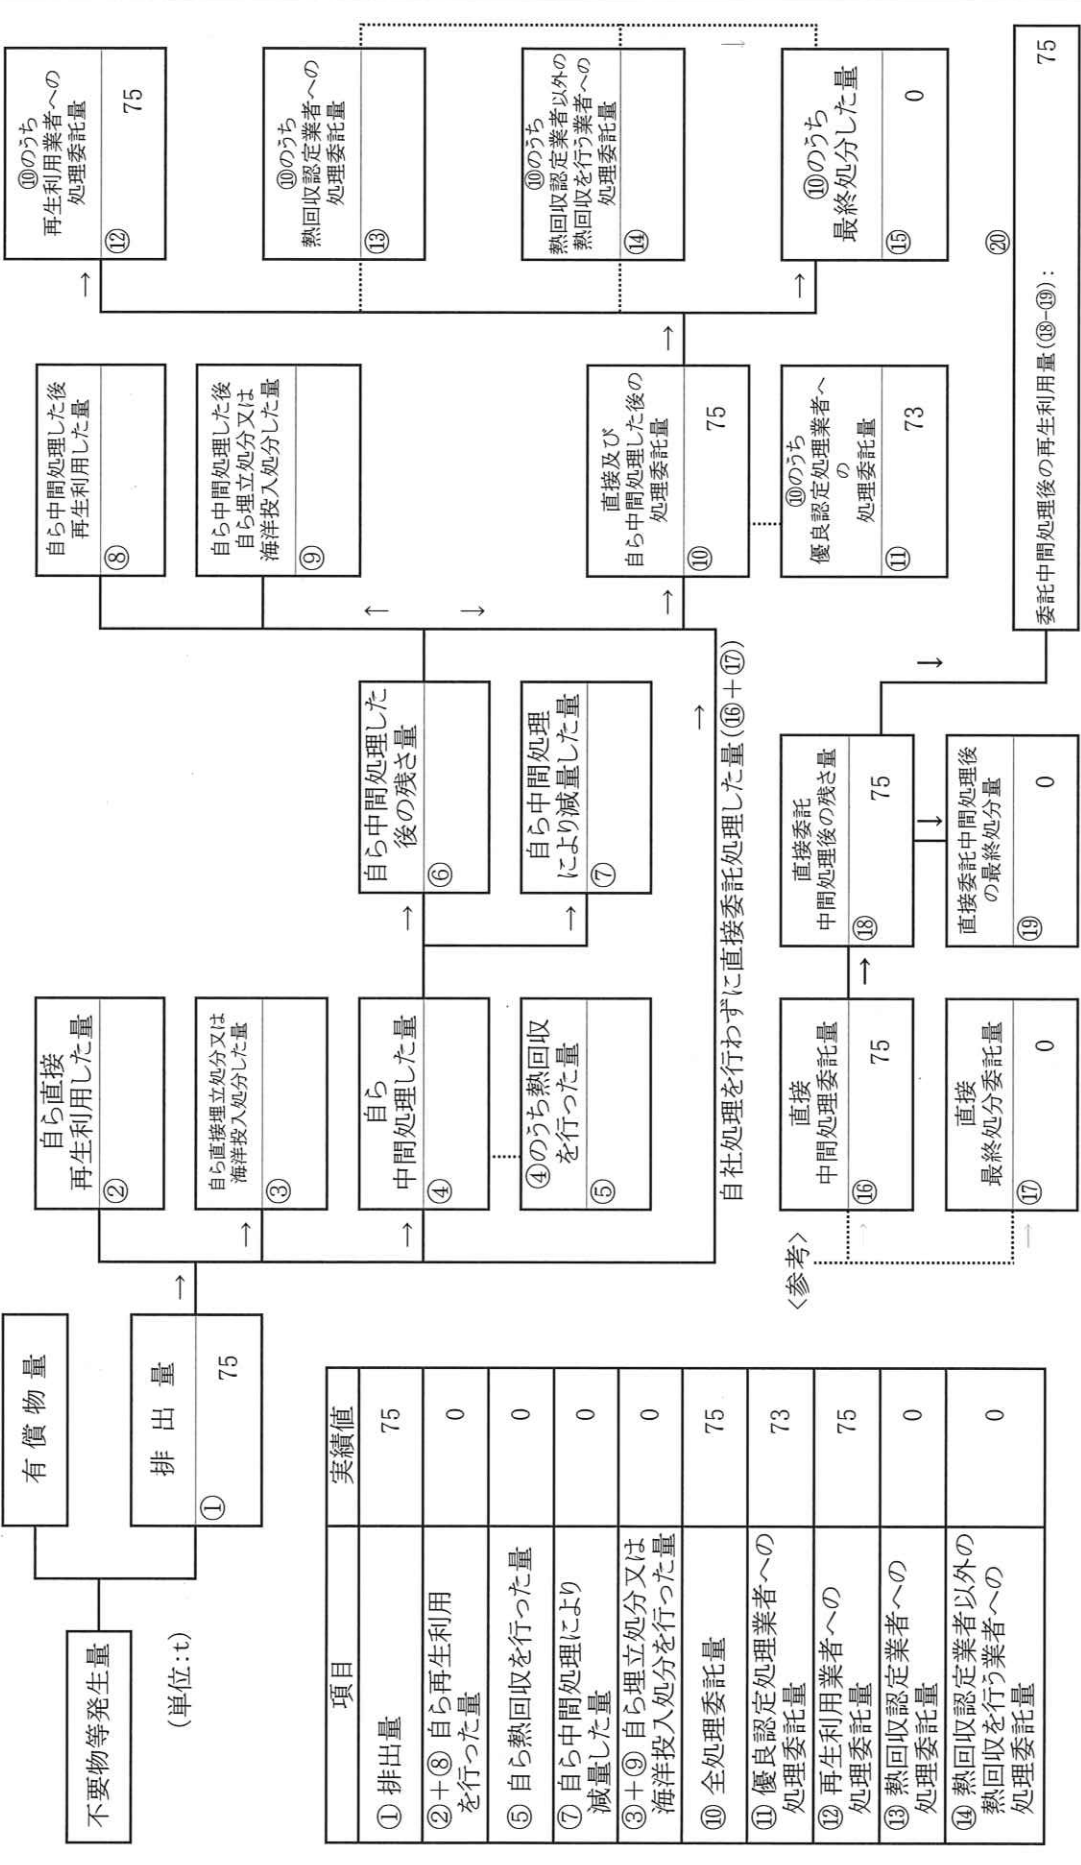 不要物等発生量
(単位:t)
有償物量
排出量
①
75
自ら直接
再生利用した量
②
自ら直接埋立処分又は
海洋投入処分した量
③
自ら
中間処理した量
④
④のうち熱回収
を行った量
⑤
自ら中間処理した
後の残さ量
⑥
自ら中間処理
により減量した量
⑦
自ら中間処理した後
再生利用した量
⑧
自ら中間処理した後
自ら埋立処分又は
海洋投入処分した量
⑨
直接及び
自ら中間処理した後の
処理委託量
⑩
75
⑩のうち
優良認定処理業者へ
の
処理委託量
⑪
73
⑩のうち
再生利用業者への
処理委託量
⑫
75
⑩のうち
熱回収認定業者への
処理委託量
⑬
⑩のうち
熱回収認定業者以外の
熱回収を行う業者への
処理委託量
⑭
⑩のうち
最終処分した量
⑮
0
自社処理を行わずに直接委託処理した量(⑯+⑰)
<参考>
直接
中間処理委託量
⑯
75
直接
最終処分委託量
⑰
0
直接委託
中間処理後の残さ量
⑱
75
直接委託中間処理後
の最終処分量
⑲
0
⑳
委託中間処理後の再生利用量(⑱-⑲):
75
項目 実績値
① 排出量 75
②+⑧ 自ら再生利用
を行った量 0
⑤ 自ら熱回収を行った量 0
⑦ 自ら中間処理により
減量した量 0
③+⑨ 自ら埋立処分又は
海洋投入処分を行った量 0
⑩ 全処理委託量 75
⑪ 優良認定処理業者への
処理委託量 73
⑫ 再生利用業者への
処理委託量 75
⑬ 熱回収認定業者への
処理委託量 0
⑭ 熱回収認定業者以外の
熱回収を行う業者への
処理委託量 0